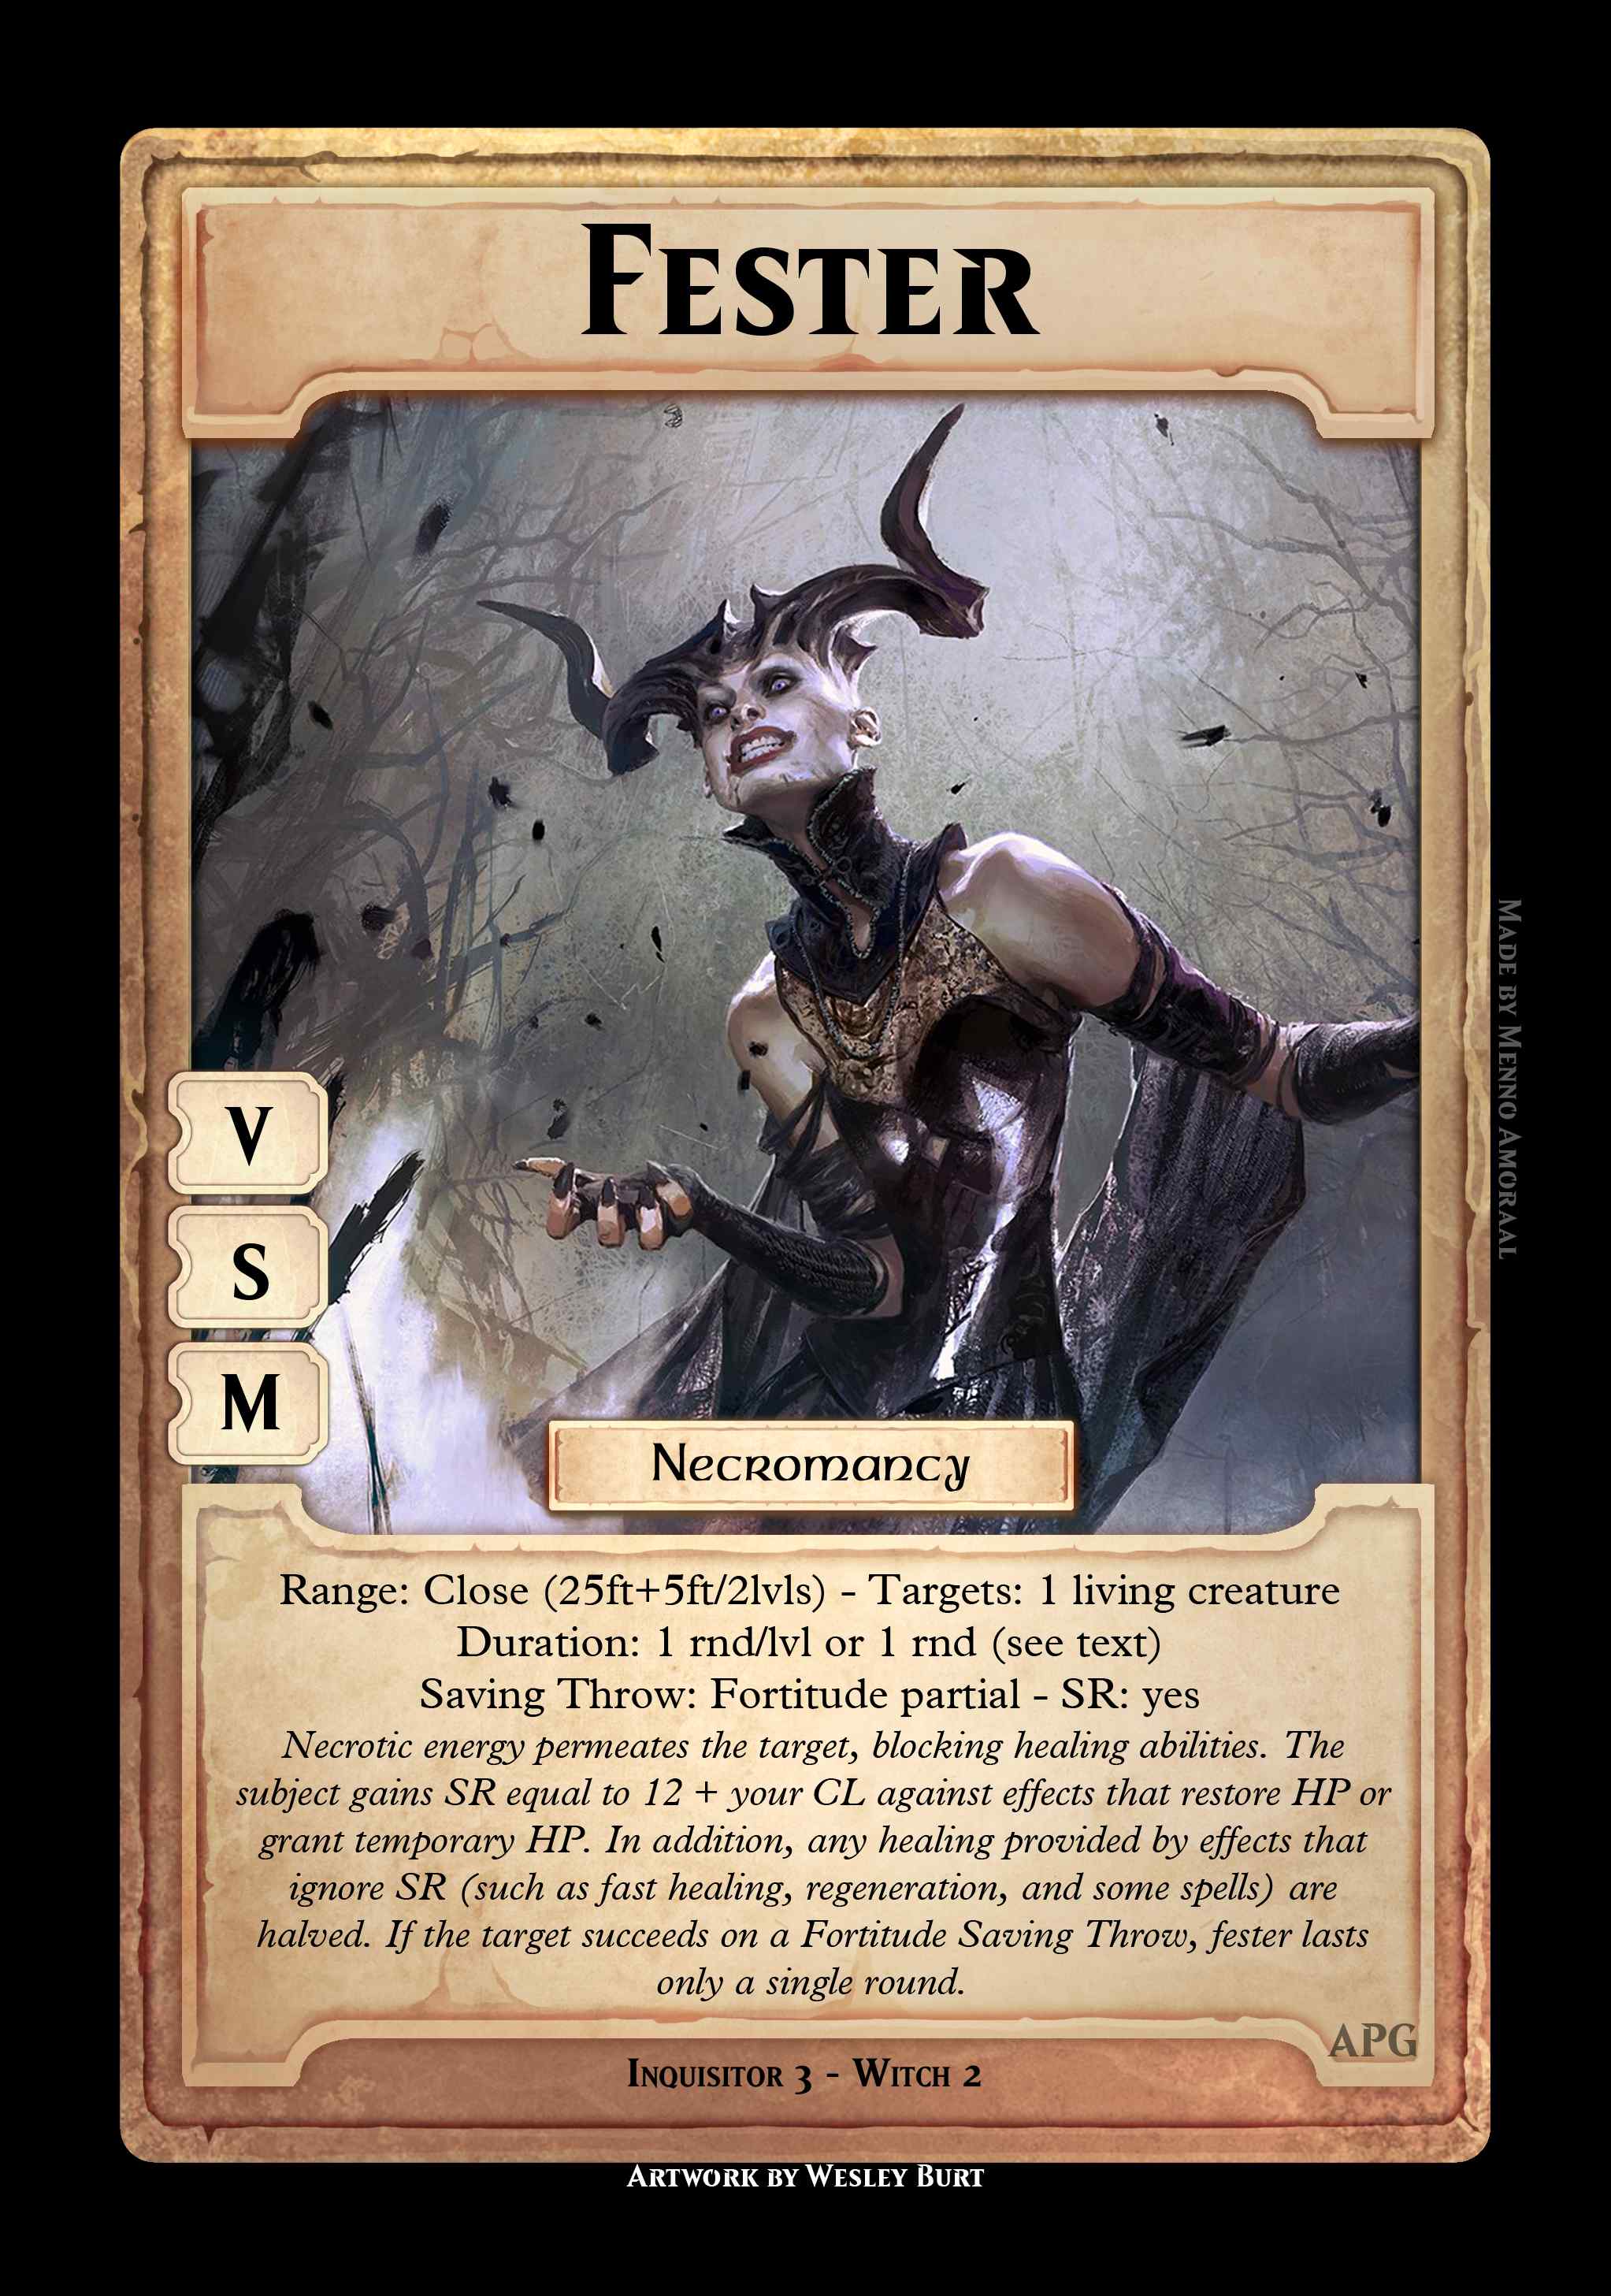 Fester
V
S
M
Necromancy
Range: Close (25ft+5ft/2lvls) - Targets: 1 living creature
Duration: 1 rnd/lvl or 1 rnd (see text)
Saving Throw: Fortitude partial - SR: yes
Necrotic energy permeates the target, blocking healing abilities. The
subject gains SR equal to 12 + your CL against effects that restore HP or
grant temporary HP. In addition, any healing provided by effects that
ignore SR (such as fast healing, regeneration, and some spells) are
halved. If the target succeeds on a Fortitude Saving Throw, fester lasts
only a single round.
APG
Inquisitor 3 - Witch 2
Artwork by Wesley Burt
Made by Menno Amoraal